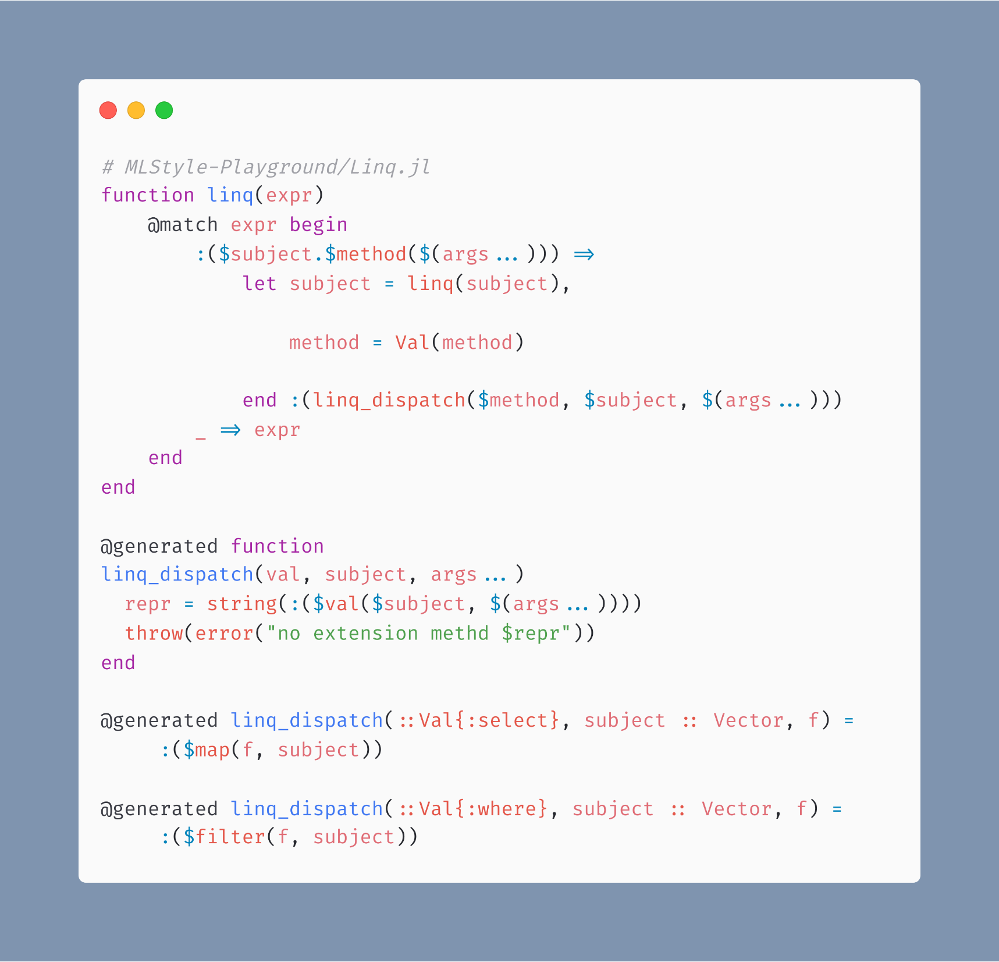 # MLStyle-Playground/Linq.jl
function linq(expr)
    @match expr begin
        :($subject.$method($(args...))) =>
            let subject = linq(subject),
                method = Val(method)
            end :(linq_dispatch($method, $subject, $(args...)))
        _ => expr
    end
end
@generated function
linq_dispatch(val, subject, args...)
  repr = string(:($val($subject, $(args...))))
  throw(error("no extension methd $repr"))
end
@generated linq_dispatch(::Val{:select}, subject :: Vector, f) =
     :($map(f, subject))
@generated linq_dispatch(::Val{:where}, subject :: Vector, f) =
     :($filter(f, subject))